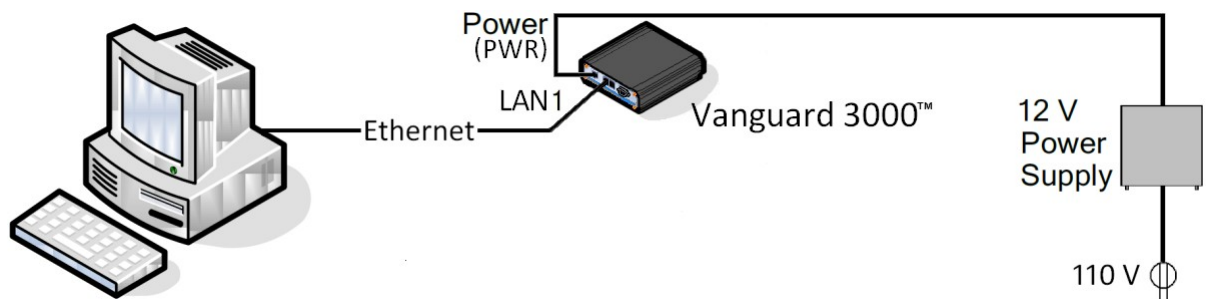 Power
(PWR)
LAN1
Ethernet
Vanguard 3000™
12 V
Power
Supply
110 V